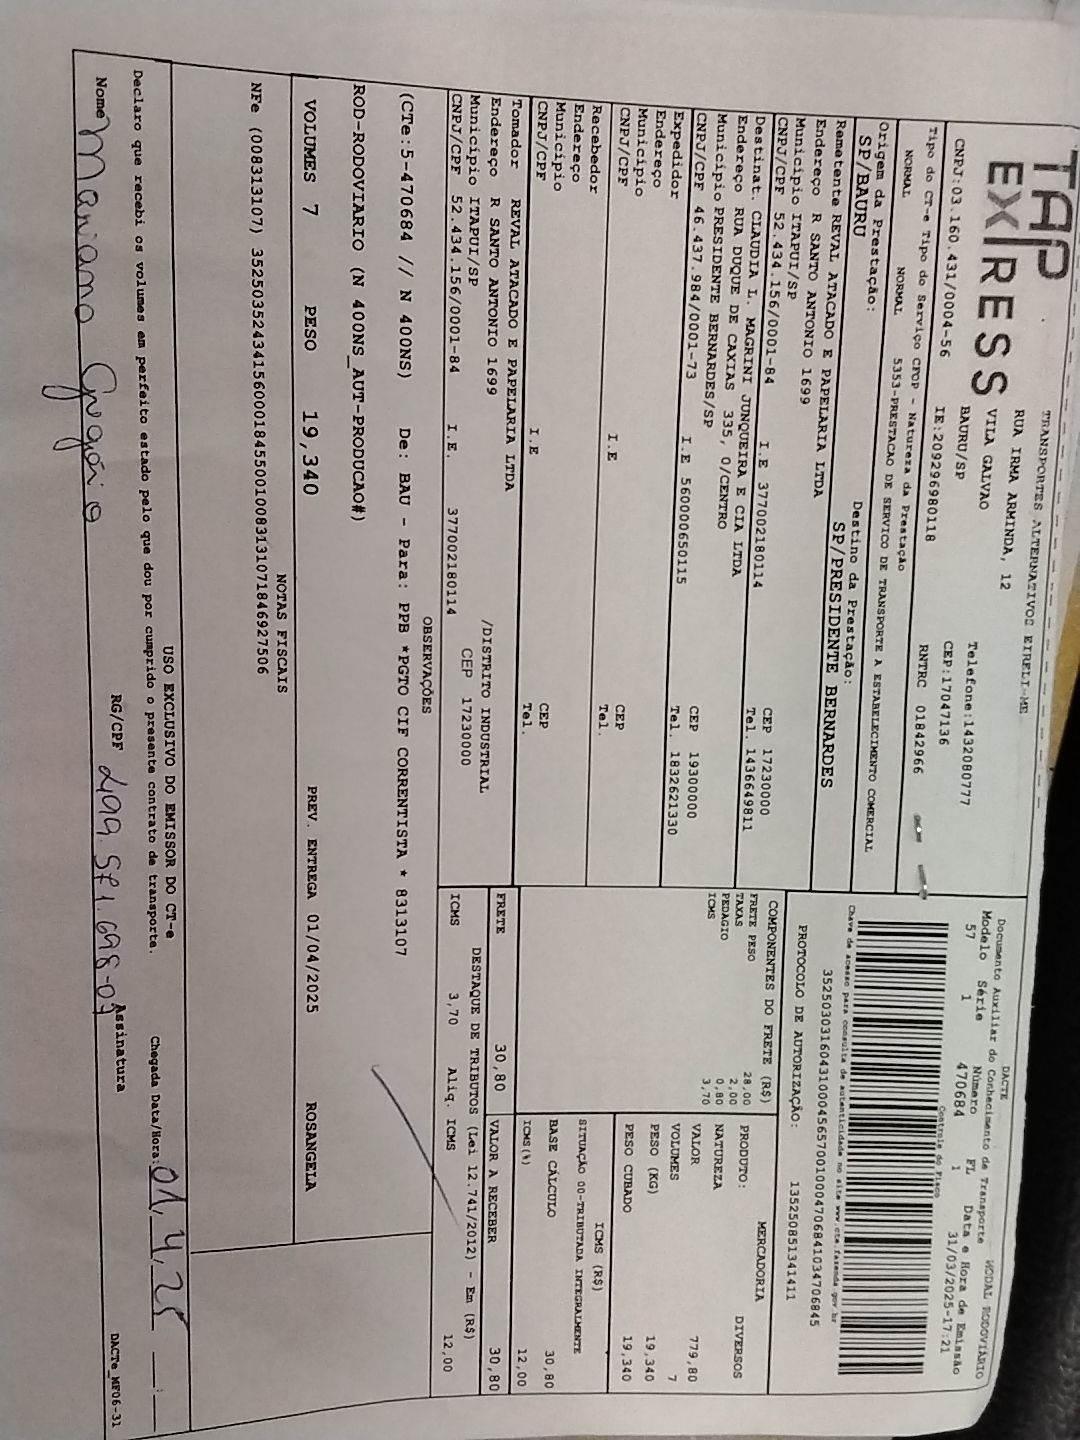 TAP
EXPRESS
TRANSPORTES ALTERNATIVOS EIRELI-ME
RUA IRMA ARMINDA, 12
VILA GALVAO
BAURU/SP
Telefone:1432080777
CEP:17047136
CNPJ:03.160.431/0004-56 IE:209296980118 RNTRC 01842966
Tipo do CT-e Tipo do Serviço CFOP - Natureza da Prestação
NORMAL NORMAL 5353-PRESTACAO DE SERVICO DE TRANSPORTE A ESTABELECIMENTO COMERCIAL
Origem da Prestação: Destino da Prestação:
SP/BAURU SP/PRESIDENTE BERNARDES
Remetente REVAL ATACADO E PAPELARIA LTDA
Endereço R SANTO ANTONIO 1699
Município ITAPUI/SP CEP 17230000
CNPJ/CPF 52.434.156/0001-84 I.E 377002180114 Tel. 1436649811
Destinat. CLAUDIA L. MAGRINI JUNQUEIRA E CIA LTDA
Endereço RUA DUQUE DE CAXIAS 335, 0/CENTRO
Município PRESIDENTE BERNARDES/SP CEP 19300000
CNPJ/CPF 46.437.984/0001-73 I.E 560000650115 Tel. 1832621330
Expedidor
Endereço
Município CEP
CNPJ/CPF I.E Tel.
Recebedor
Endereço
Município CEP
CNPJ/CPF I.E Tel.
Tomador REVAL ATACADO E PAPELARIA LTDA
Endereço R SANTO ANTONIO 1699 /DISTRITO INDUSTRIAL
Município ITAPUI/SP CEP 17230000
CNPJ/CPF 52.434.156/0001-84 I.E. 377002180114
DACTE
Documento Auxiliar do Conhecimento de Transporte MODAL RODOVIÁRIO
Modelo Série Número FL Data e Hora de Emissão
57 1 470684 1 31/03/2025-17:21
Controle do Fisco
Chave de acesso para consulta de autenticidade no site www.cte.fazenda.gov.br
35250303160431000456570010004706841034706845
PROTOCOLO DE AUTORIZAÇÃO: 135250851341411
COMPONENTES DO FRETE (R$)
FRETE PESO 28,00
TAXAS 2,00
PEDAGIO 0,80
ICMS 3,70
MERCADORIA
PRODUTO: DIVERSOS
NATUREZA
VALOR 779,80
VOLUMES 7
PESO (KG) 19,340
PESO CUBADO 19,340
ICMS (R$)
SITUAÇÃO 00-TRIBUTADA INTEGRALMENTE
BASE CÁLCULO 30,80
ICMS(%) 12,00
FRETE 30,80 VALOR A RECEBER 30,80
DESTAQUE DE TRIBUTOS (Lei 12.741/2012) - Em (R$)
ICMS 3,70 Aliq. ICMS 12,00
OBSERVAÇÕES
(CTe:5-470684 // N 400NS) De: BAU - Para: PPB *PGTO CIF CORRENTISTA * 8313107
ROD-RODOVIARIO (N 400NS_AUT-PRODUCAO#)
VOLUMES 7 PESO 19,340 PREV. ENTREGA 01/04/2025 ROSANGELA
NOTAS FISCAIS
NFe (008313107) 35250352434156000184550010083131071846927506
USO EXCLUSIVO DO EMISSOR DO CT-e
Declaro que recebi os volumes em perfeito estado pelo que dou por cumprido o presente contrato de transporte. Chegada Data/Hora: 01/4/25 __:__
Nome Mariana RG/CPF Assinatura
DACTe_MF06-31